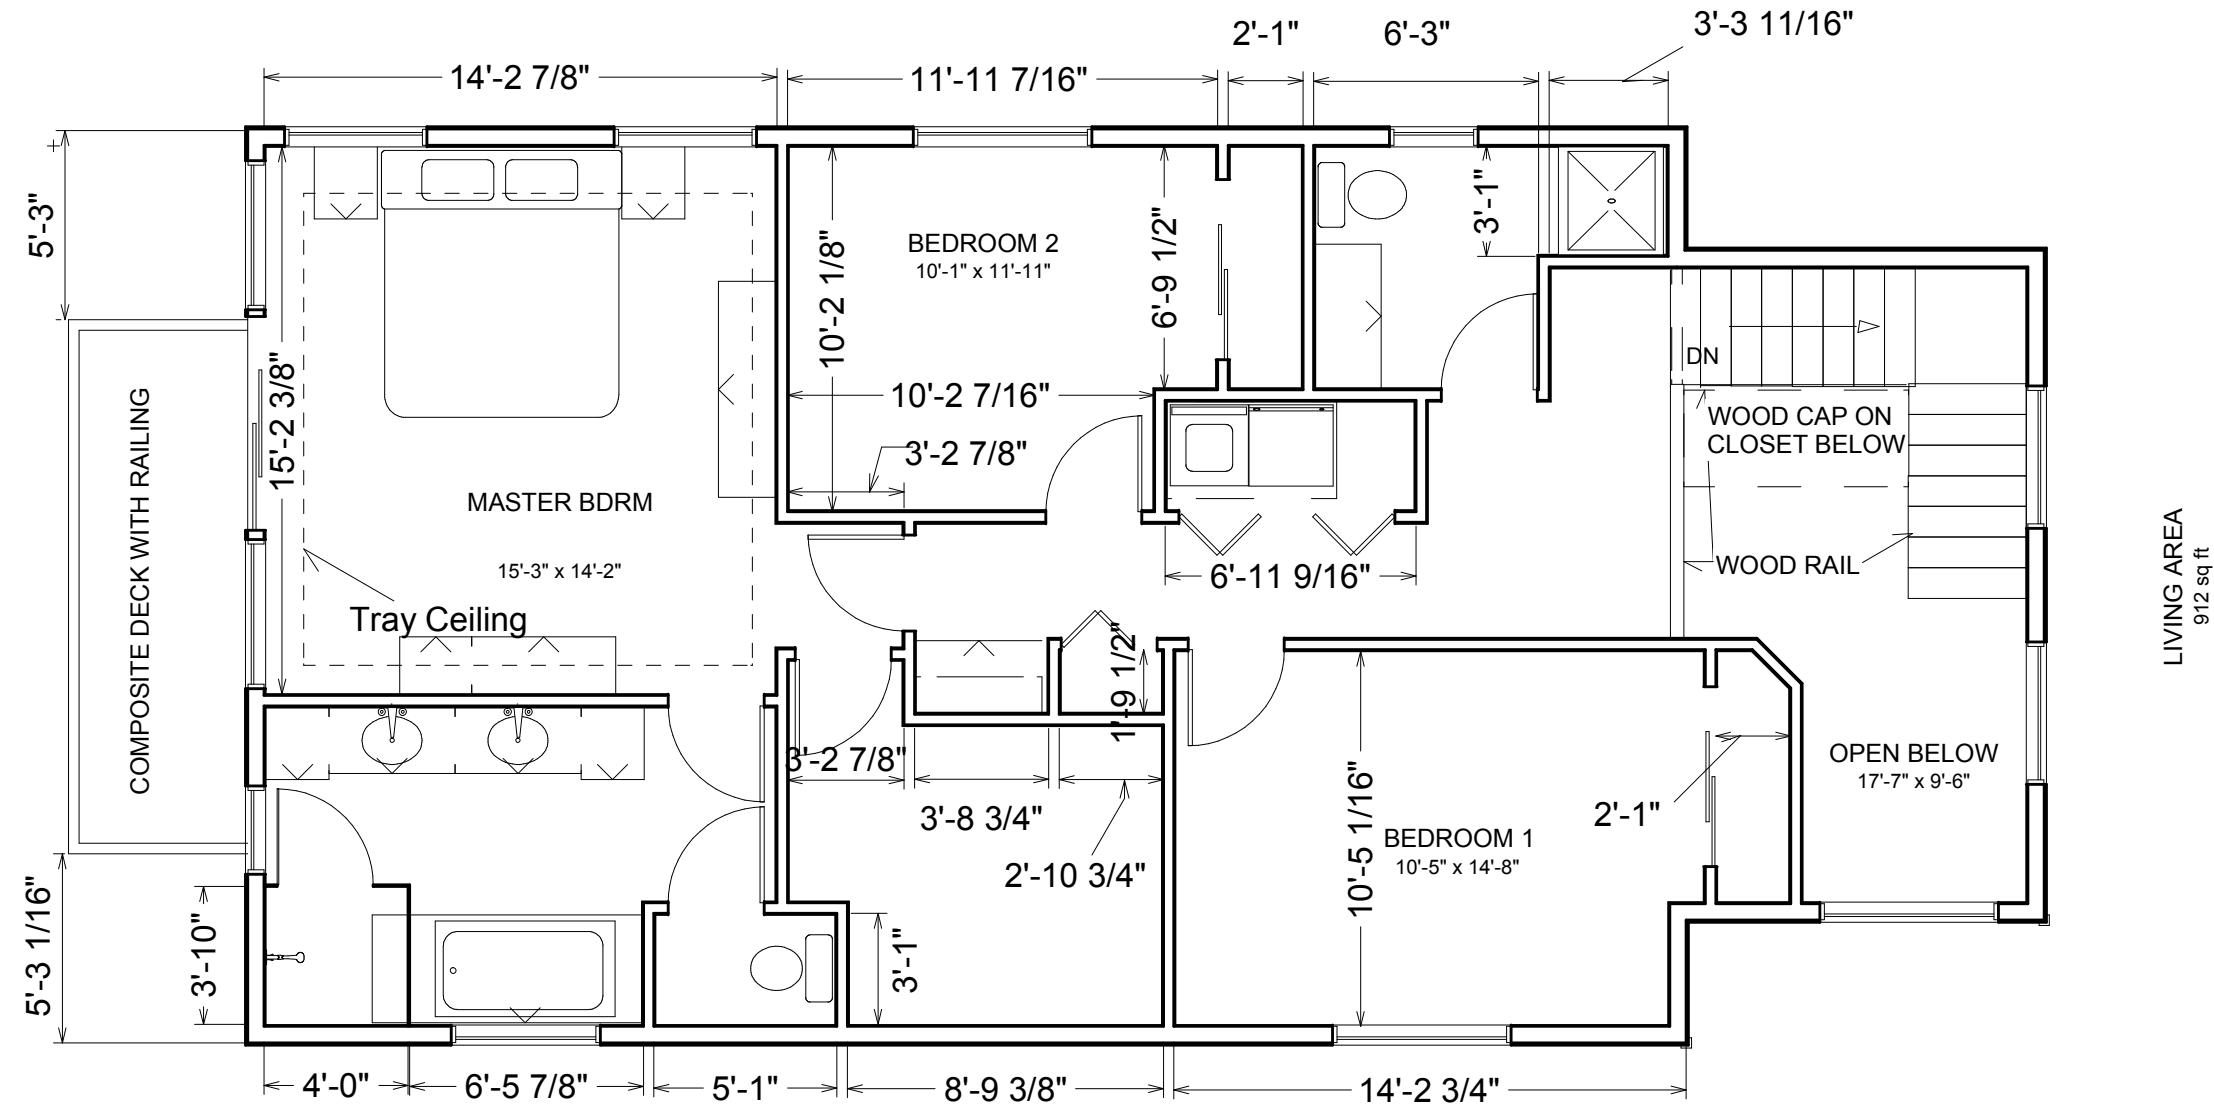 2'-1"
6'-3"
3'-3 11/16"
14'-2 7/8"
11'-11 7/16"
5'-3"
15'-2 3/8"
10'-2 1/8"
BEDROOM 2
10'-1" x 11'-11"
6'-9 1/2"
3'-1"
10'-2 7/16"
3'-2 7/8"
DN
WOOD CAP ON
CLOSET BELOW
WOOD RAIL
COMPOSITE DECK WITH RAILING
MASTER BDRM
15'-3" x 14'-2"
Tray Ceiling
6'-11 9/16"
1'-9 1/2"
LIVING AREA
912 sq ft
3'-2 7/8"
3'-8 3/4"
2'-10 3/4"
10'-5 1/16"
BEDROOM 1
10'-5" x 14'-8"
2'-1"
OPEN BELOW
17'-7" x 9'-6"
5'-3 1/16"
3'-10"
3'-1"
4'-0"
6'-5 7/8"
5'-1"
8'-9 3/8"
14'-2 3/4"